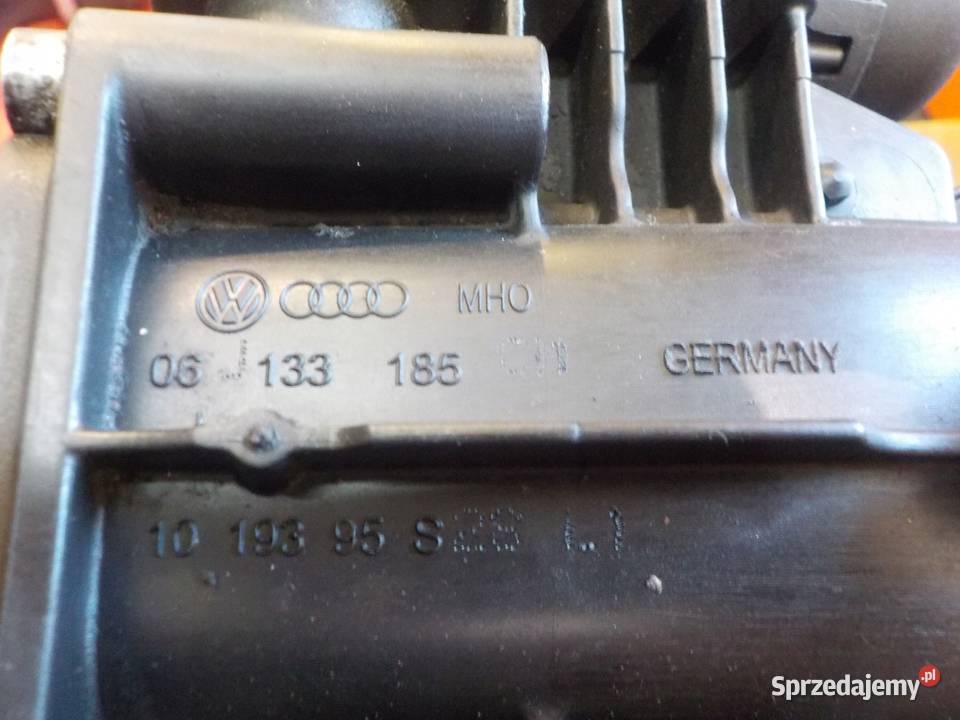 MHO
06 J 133 185 GERMANY
10 193 95 S
Sprzedajemy.pl